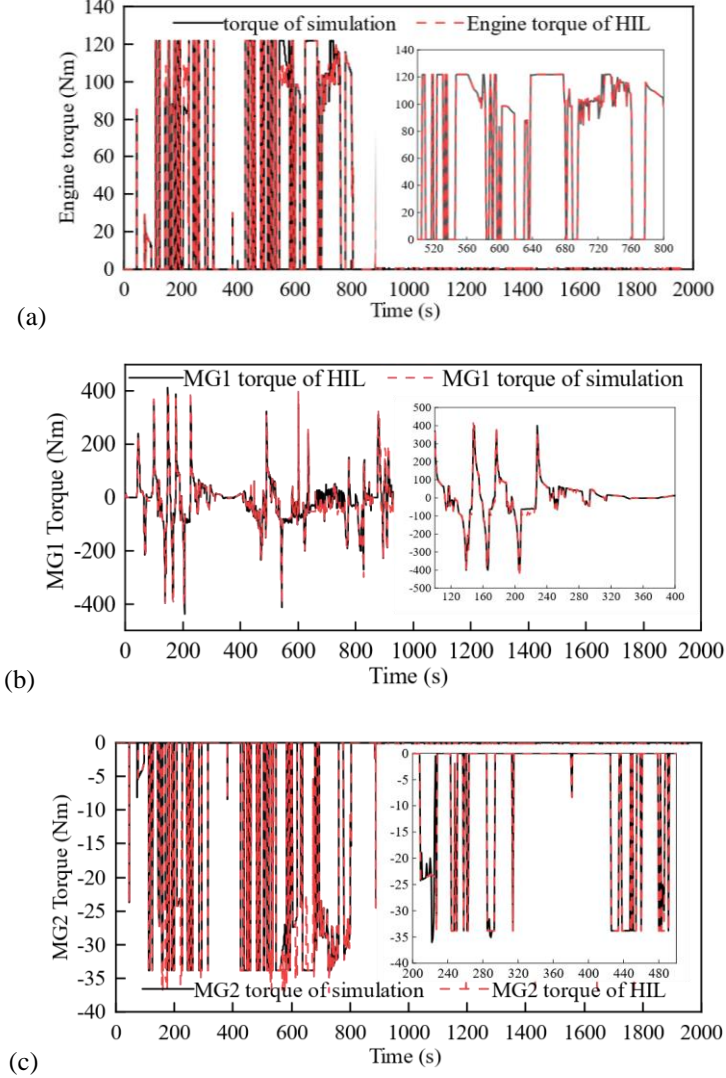 torque of simulation Engine torque of HIL
Engine torque (Nm)
140
120
100
80
60
40
20
0
0 200 400 600 800 1000 1200 1400 1600 1800 2000
Time (s)
140
120
100
80
60
40
20
0
520 560 600 640 680 720 760 800
(a)
MG1 torque of HIL MG1 torque of simulation
MG1 Torque (Nm)
400
200
0
-200
-400
0 200 400 600 800 1000 1200 1400 1600 1800 2000
Time (s)
500
400
300
200
100
0
-100
-200
-300
-400
-500
120 160 200 240 280 320 360 400
(b)
MG2 Torque (Nm)
0
-5
-10
-15
-20
-25
-30
-35
-40
0 200 400 600 800 1000 1200 1400 1600 1800 2000
Time (s)
0
-5
-10
-15
-20
-25
-30
-35
-40
200 240 280 320 360 400 440 480
MG2 torque of simulation MG2 torque of HIL
(c)